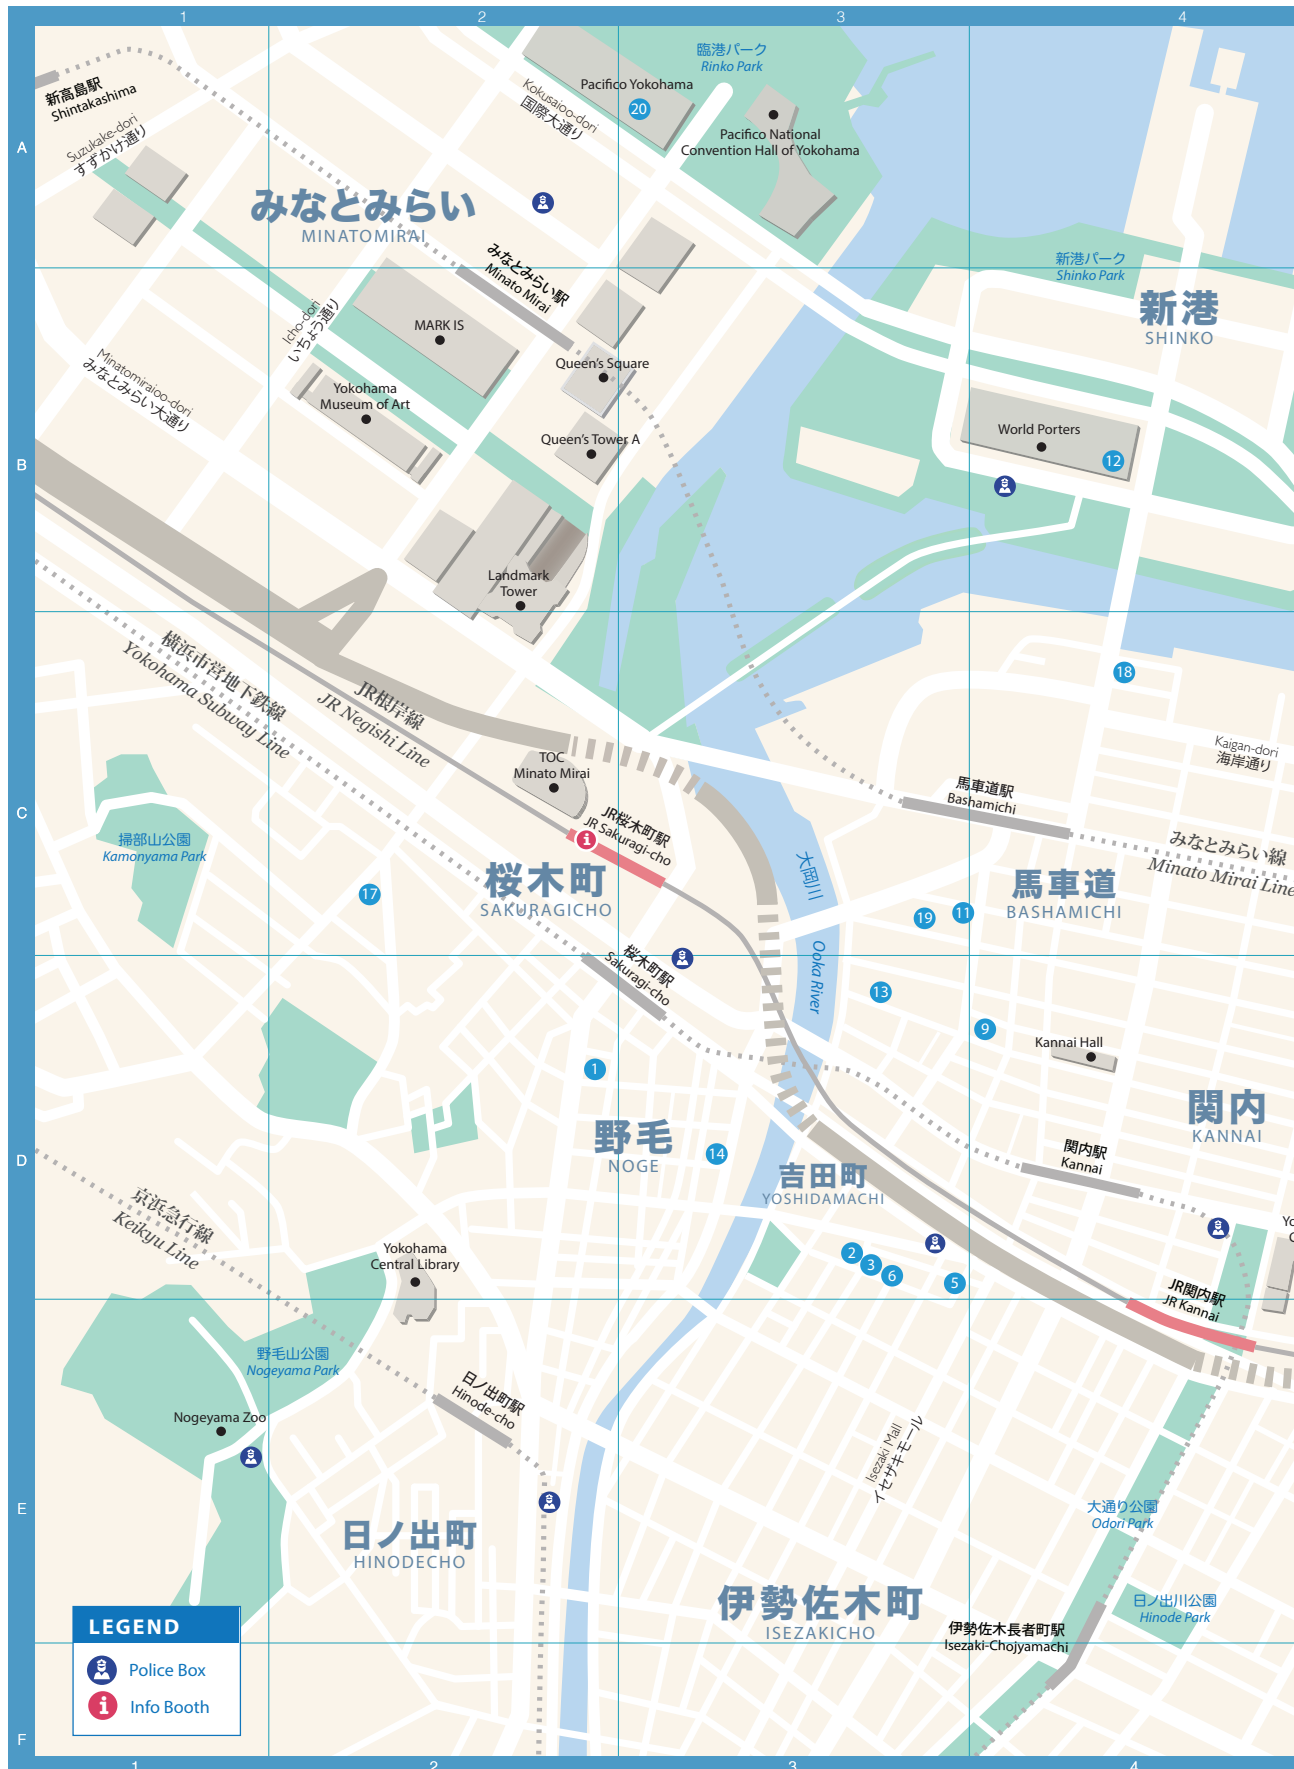 1
2
3
4
A
B
C
D
E
F
新高島駅
Shintakashima
Suzukake-dori
すずかけ通り
みなとみらい
MINATOMIRAI
Kokusaioo-dori
国際大通り
Pacifico Yokohama
20
臨港パーク
Rinko Park
Pacifico National
Convention Hall of Yokohama
新港パーク
Shinko Park
新港
SHINKO
みなとみらい駅
Minato Mirai
Icho-dori
いちょう通り
MARK IS
Queen's Square
Minatomiraioo-dori
みなとみらい大通り
Yokohama
Museum of Art
Queen's Tower A
World Porters
12
Landmark
Tower
横浜市営地下鉄線
Yokohama Subway Line
JR根岸線
JR Negishi Line
18
Kaigan-dori
海岸通り
TOC
Minato Mirai
馬車道駅
Bashamichi
JR桜木町駅
JR Sakuragi-cho
i
掃部山公園
Kamonyama Park
みなとみらい線
Minato Mirai Line
大岡川
Ooka River
桜木町
SAKURAGICHO
馬車道
BASHAMICHI
17
19
11
桜木町駅
Sakuragi-cho
13
9
Kannai Hall
1
野毛
NOGE
14
関内
KANNAI
関内駅
Kannai
吉田町
YOSHIDAMACHI
京浜急行線
Keikyu Line
Yokohama
Central Library
2
3
6
5
JR関内駅
JR Kannai
野毛山公園
Nogeyama Park
日ノ出町駅
Hinode-cho
Nogeyama Zoo
Isezaki Mall
イセザキモール
大通り公園
Odori Park
日ノ出町
HINODECHO
伊勢佐木町
ISEZAKICHO
日ノ出川公園
Hinode Park
伊勢佐木長者町駅
Isezaki-Chojyamachi
LEGEND
Police Box
i
Info Booth
1
2
3
4